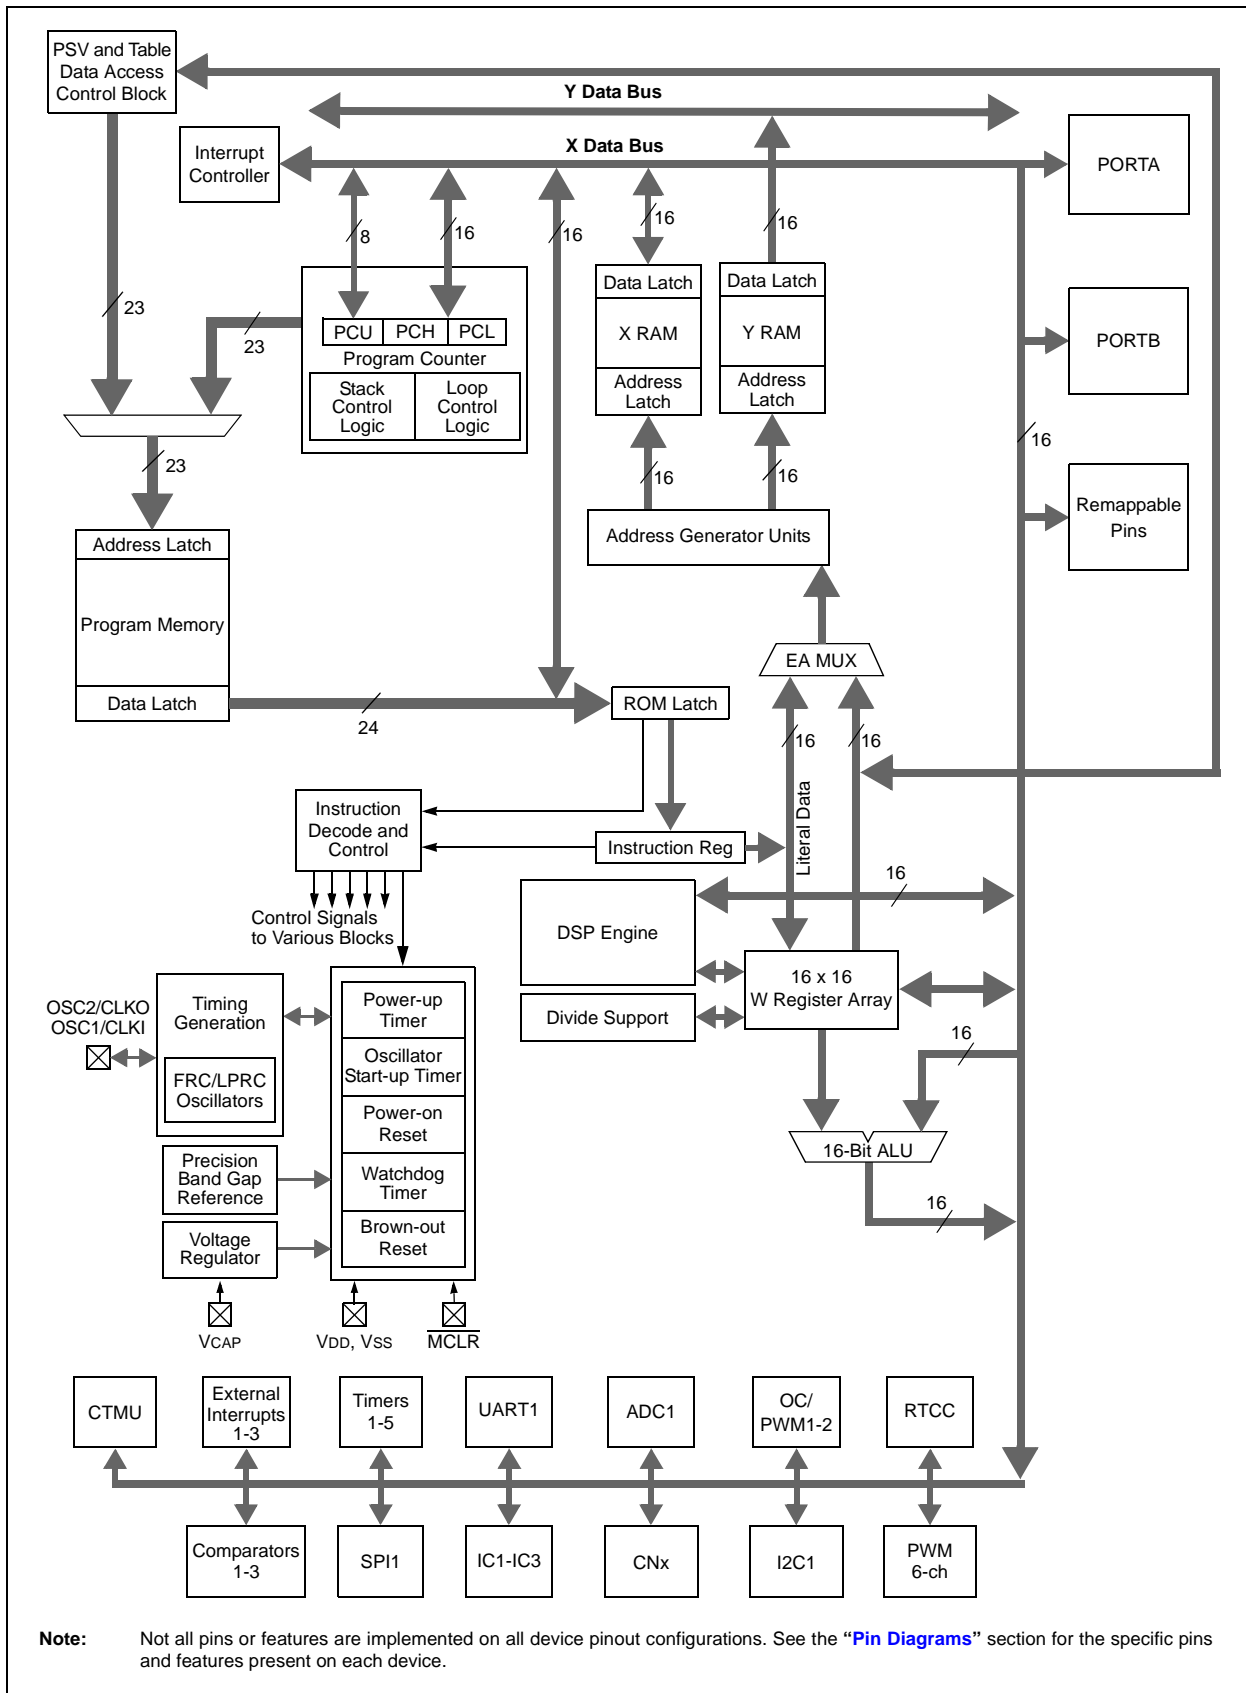 PSV and Table
Data Access
Control Block
Y Data Bus
Interrupt
Controller
X Data Bus
PORTA
8
16
16
16
16
23
23
Data Latch
X RAM
Address
Latch
Data Latch
Y RAM
Address
Latch
PORTB
PCU PCH PCL
Program Counter
Stack
Control
Logic
Loop
Control
Logic
23
16
16
16
Address Generator Units
Remappable
Pins
Address Latch
Program Memory
Data Latch
24
EA MUX
ROM Latch
16
16
Instruction
Decode and
Control
Instruction Reg
Literal Data
16
Control Signals
to Various Blocks
DSP Engine
16 x 16
W Register Array
Divide Support
OSC2/CLKO
OSC1/CLKI
Timing
Generation
FRC/LPRC
Oscillators
Power-up
Timer
Oscillator
Start-up Timer
Power-on
Reset
Watchdog
Timer
Brown-out
Reset
16
16-Bit ALU
16
Precision
Band Gap
Reference
Voltage
Regulator
VCAP
VDD, VSS
MCLR
CTMU
External
Interrupts
1-3
Timers
1-5
UART1
ADC1
OC/
PWM1-2
RTCC
Comparators
1-3
SPI1
IC1-IC3
CNx
I2C1
PWM
6-ch
Note: Not all pins or features are implemented on all device pinout configurations. See the “Pin Diagrams” section for the specific pins
and features present on each device.